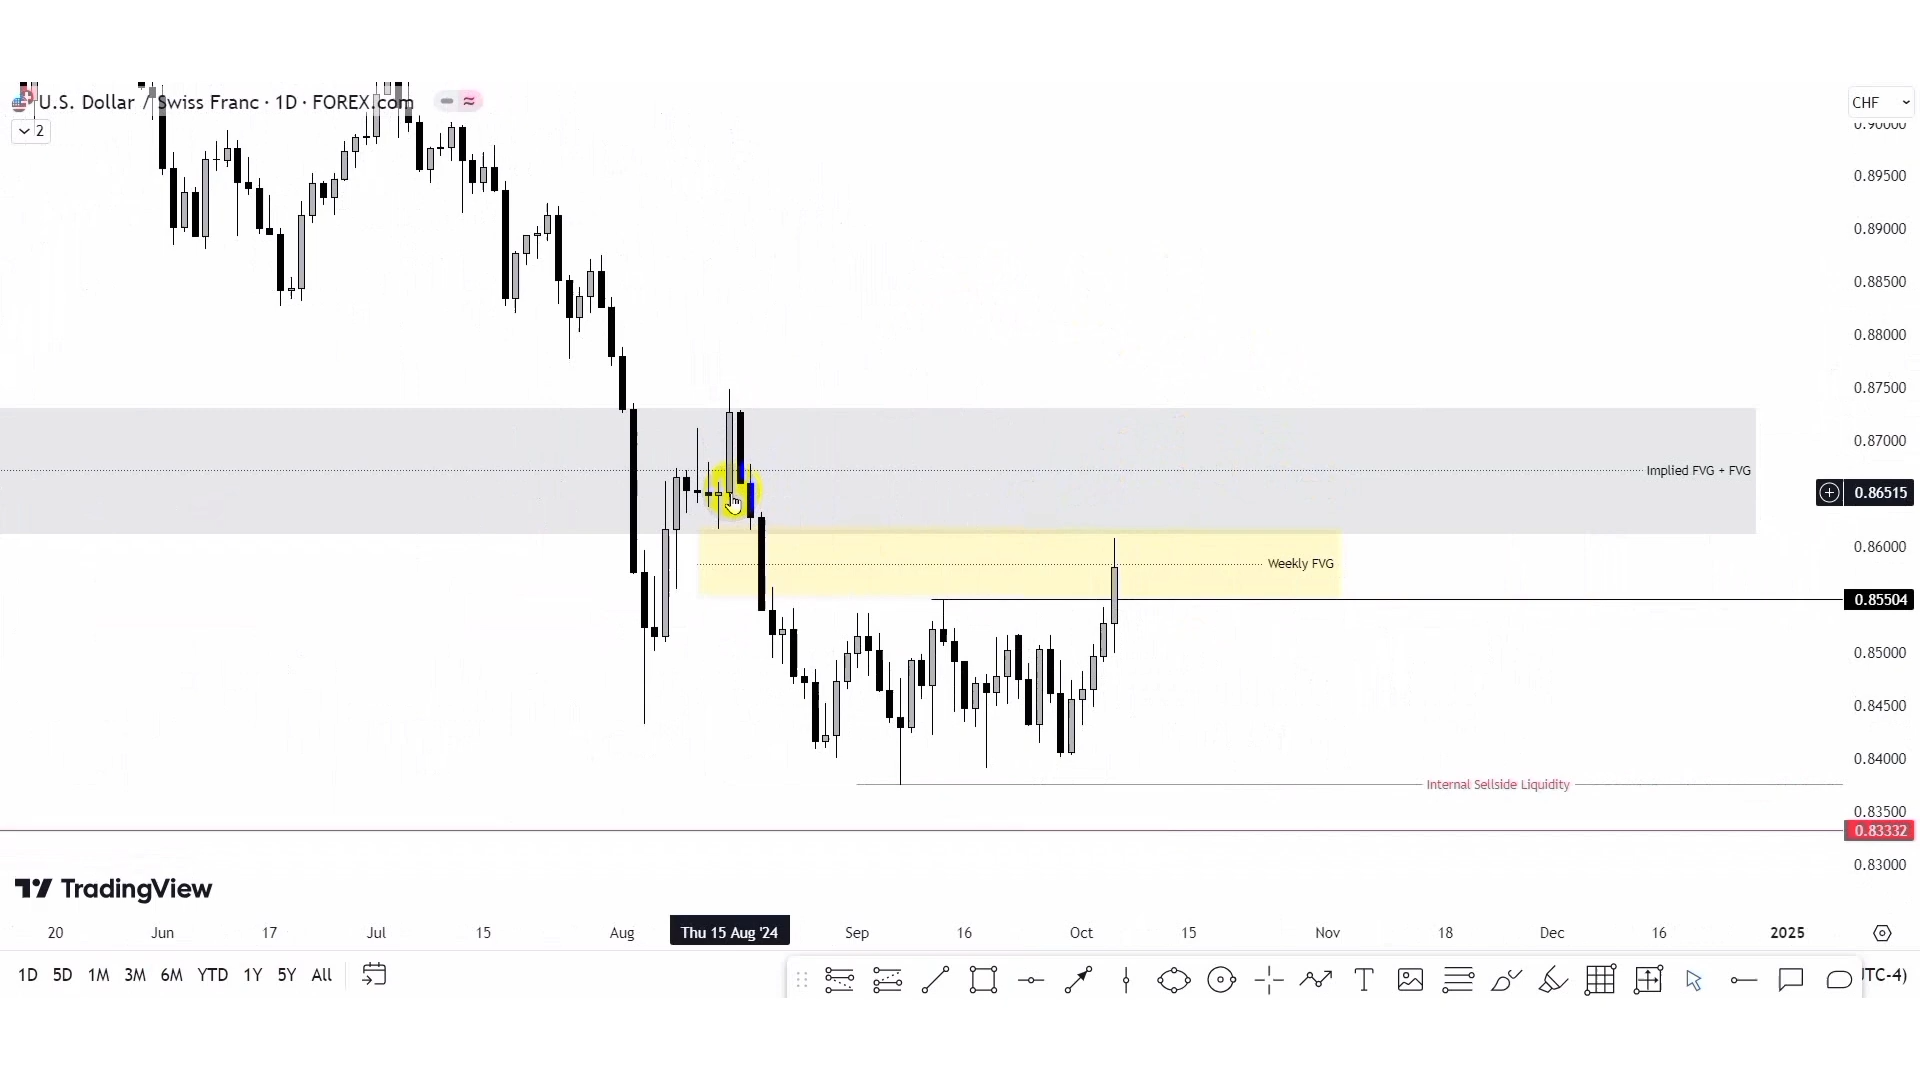 U.S. Dollar / Swiss Franc · 1D · FOREX.com
2
CHF
0.90000
0.89500
0.89000
0.88500
0.88000
0.87500
0.87000
Implied FVG + FVG
0.86515
0.86000
Weekly FVG
0.85504
0.85000
0.84500
0.84000
Internal Sellside Liquidity
0.83500
0.83332
0.83000
TradingView
20 Jun 17 Jul 15 Aug Thu 15 Aug '24 Sep 16 Oct 15 Nov 18 Dec 16 2025
1D 5D 1M 3M 6M YTD 1Y 5Y All
TC-4)